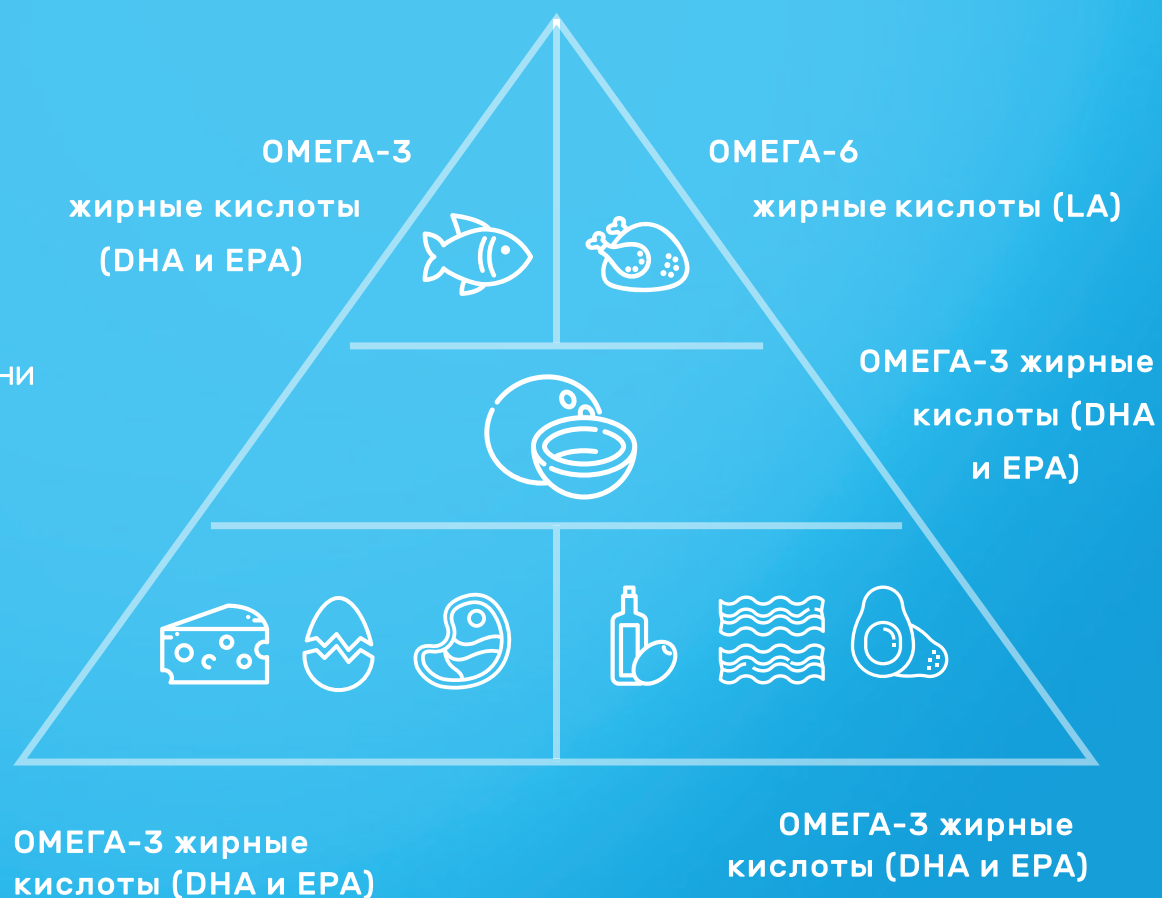 ОМЕГА-3
жирные кислоты
(DHA и EPA)
ОМЕГА-6
жирные кислоты (LA)
ни
ОМЕГА-3 жирные
кислоты (DHA
и EPA)
ОМЕГА-3 жирные
кислоты (DHA и EPA)
ОМЕГА-3 жирные
кислоты (DHA и EPA)